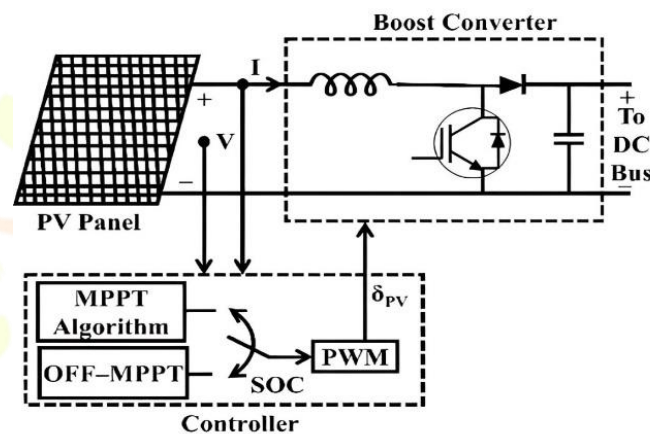 Boost Converter
I
+
V
−
PV Panel
+
To
DC
Bus
−
MPPT
Algorithm
OFF–MPPT
SOC
PWM
δPV
Controller